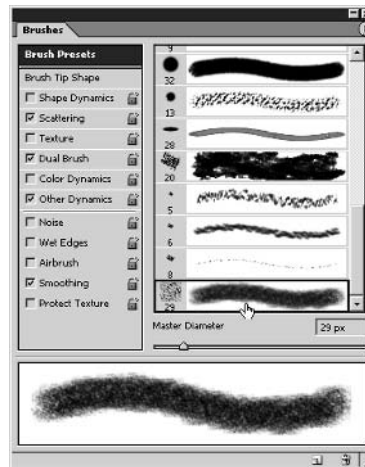 Brushes
Brush Presets
Brush Tip Shape
Shape Dynamics
Scattering
Texture
Dual Brush
Color Dynamics
Other Dynamics
Noise
Wet Edges
Airbrush
Smoothing
Protect Texture
9
32
13
28
20
5
6
8
29
Master Diameter
29 px